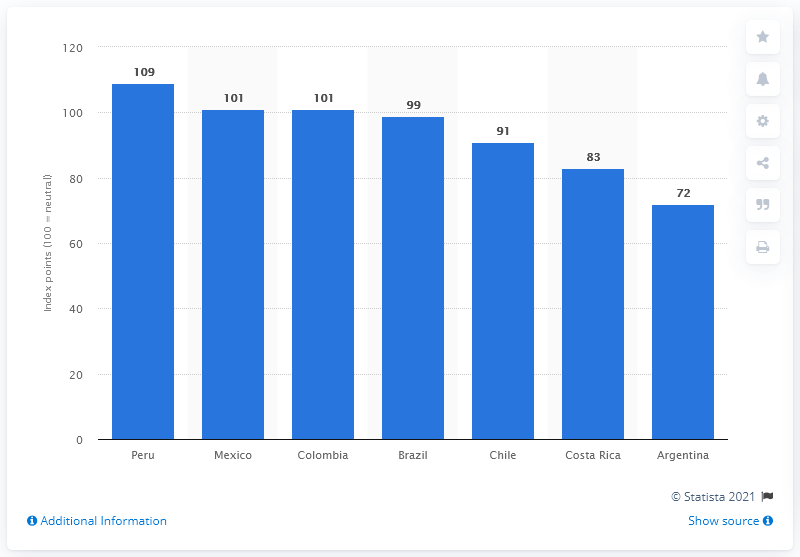 120
100
80
60
40
20
0
Index points (100 = neutral)
109
101
101
99
91
83
72
Peru
Mexico
Colombia
Brazil
Chile
Costa Rica
Argentina
© Statista 2021
Additional Information
Show source